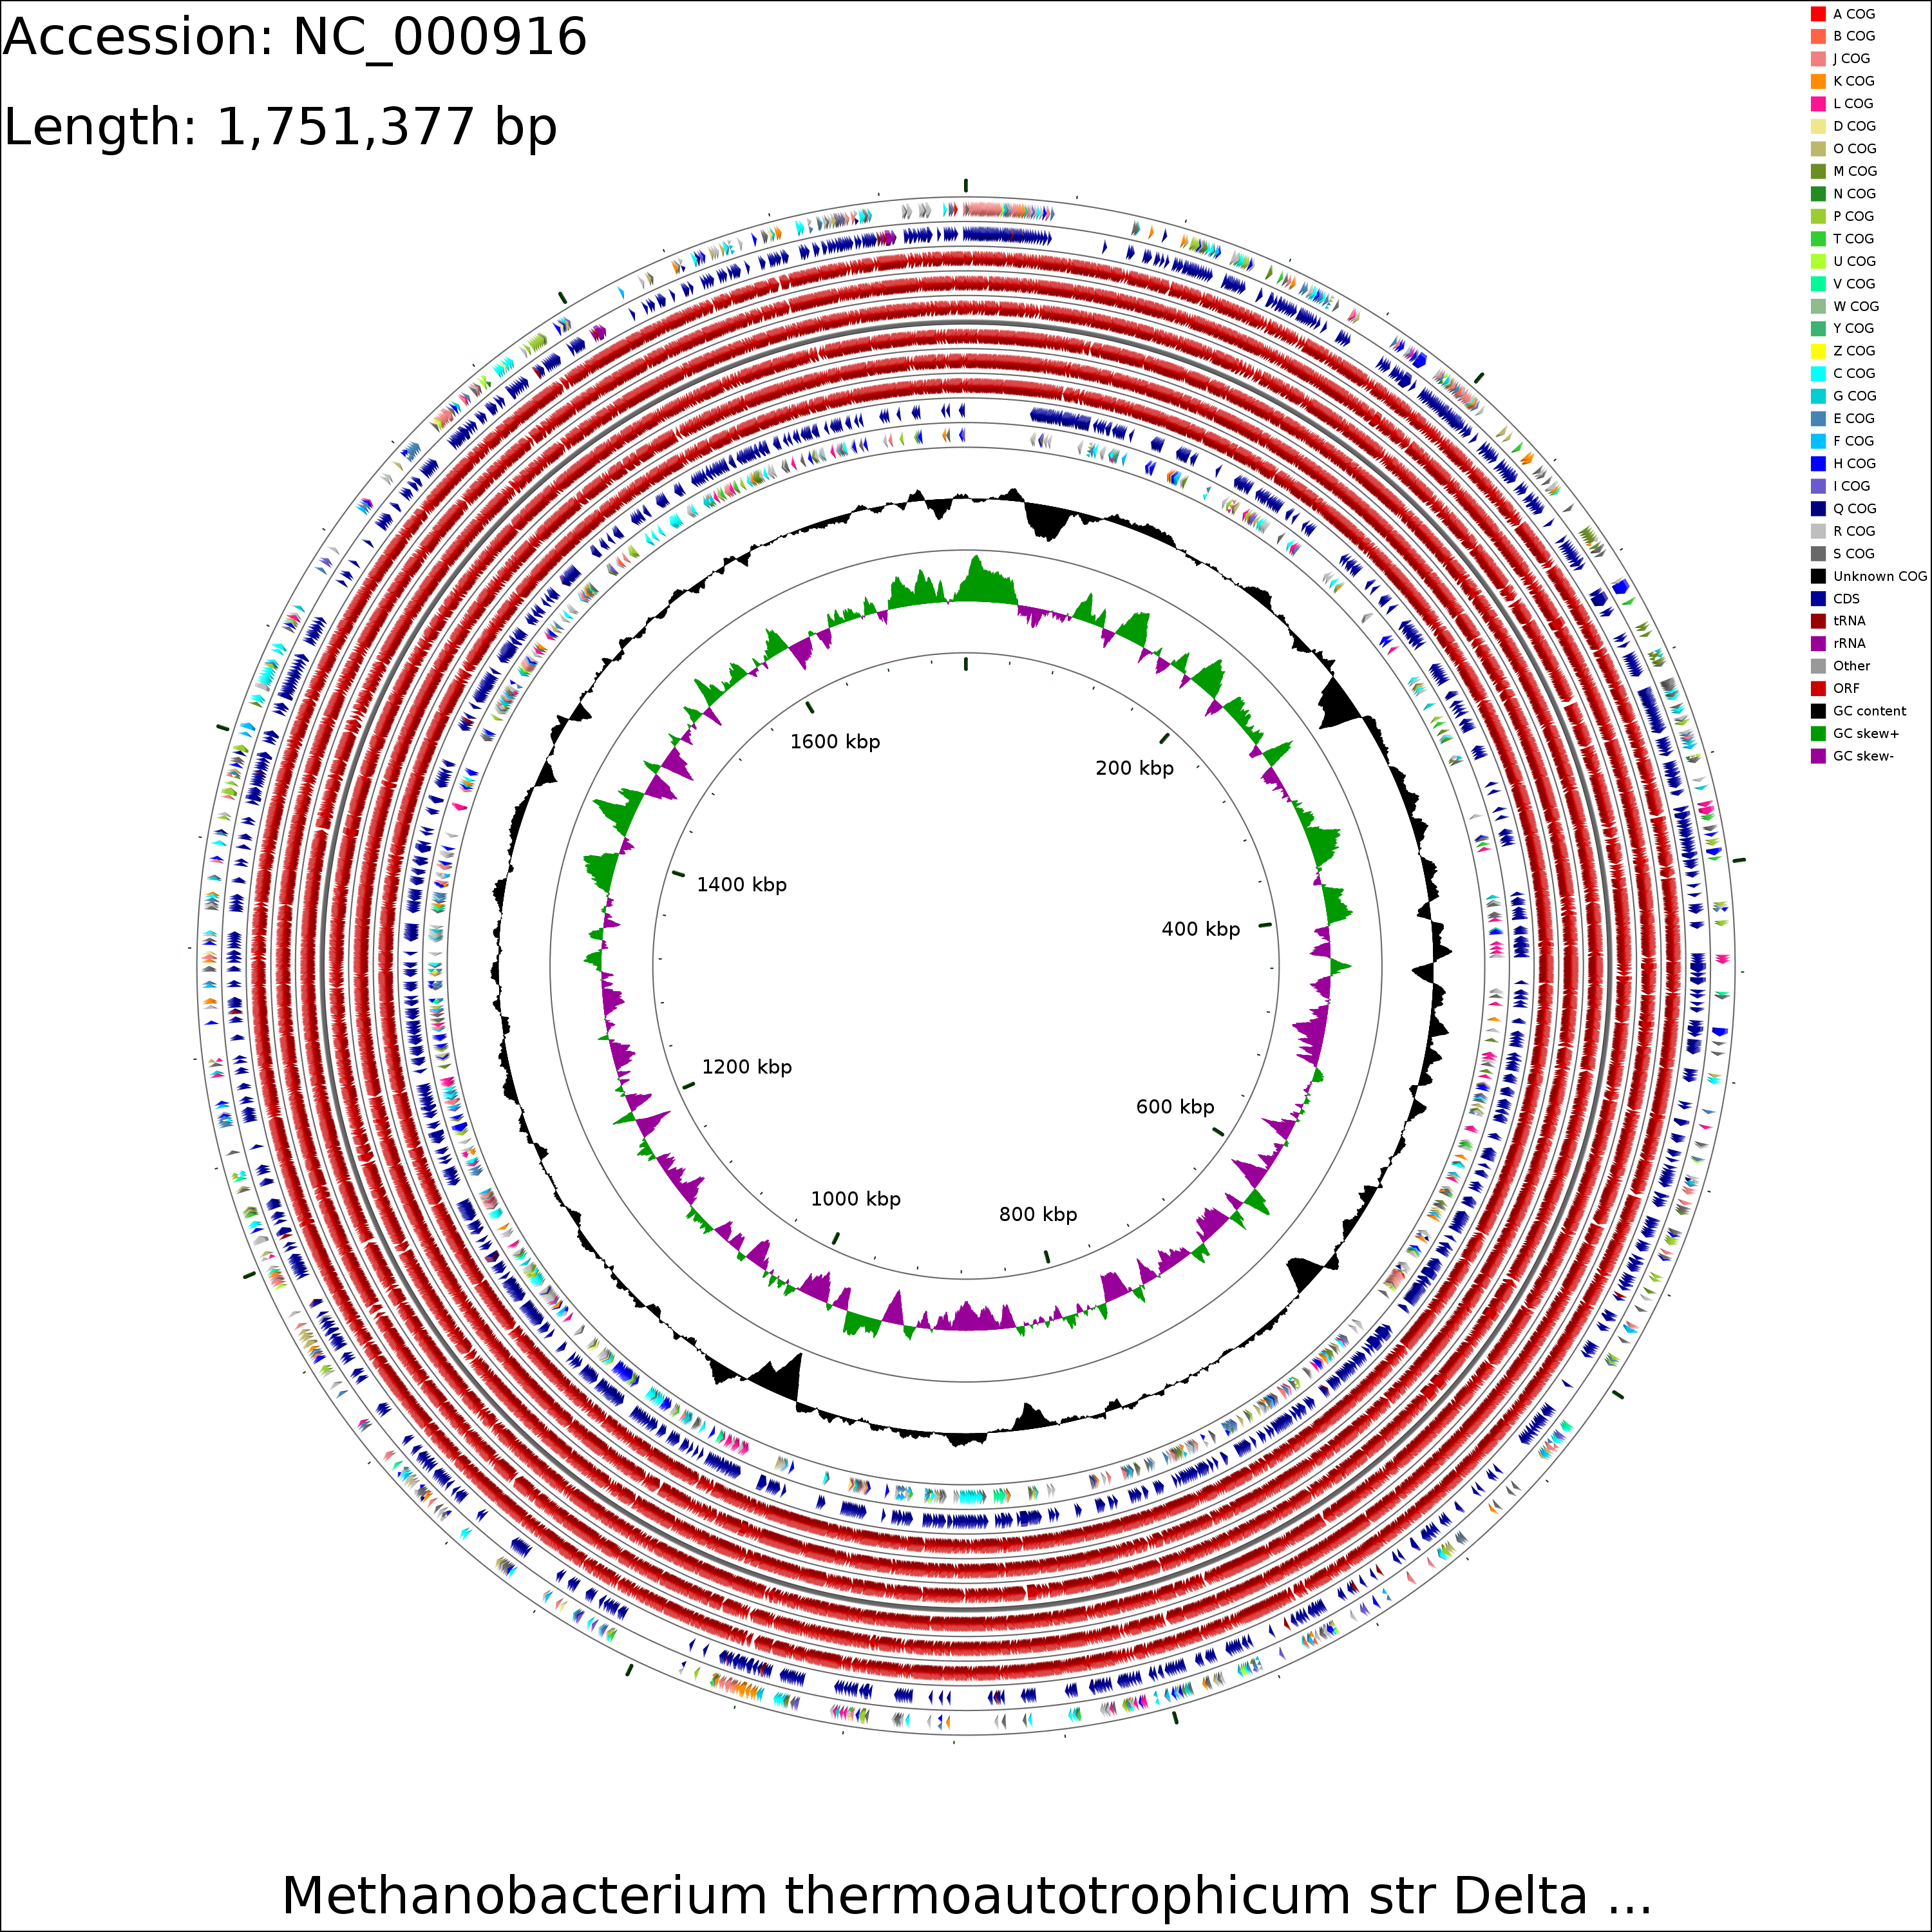 Accession: NC_000916
Length: 1,751,377 bp
A COG
B COG
J COG
K COG
L COG
D COG
O COG
M COG
N COG
P COG
T COG
U COG
V COG
W COG
Y COG
Z COG
C COG
G COG
E COG
F COG
H COG
I COG
Q COG
R COG
S COG
Unknown COG
CDS
tRNA
rRNA
Other
ORF
GC content
GC skew+
GC skew-
200 kbp
400 kbp
600 kbp
800 kbp
1000 kbp
1200 kbp
1400 kbp
1600 kbp
Methanobacterium thermoautotrophicum str Delta ...